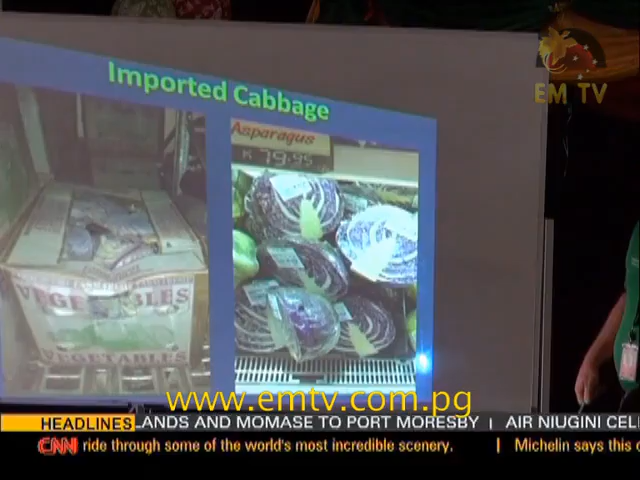 EM TV
Imported Cabbage
Asparagus
K 79.95
VEGETABLES
VEGETABLES
www.emtv.com.pg
HEADLINES LANDS AND MOMASE TO PORT MORESBY | AIR NIUGINI CEL
CNN ride through some of the world's most incredible scenery. | Michelin says this